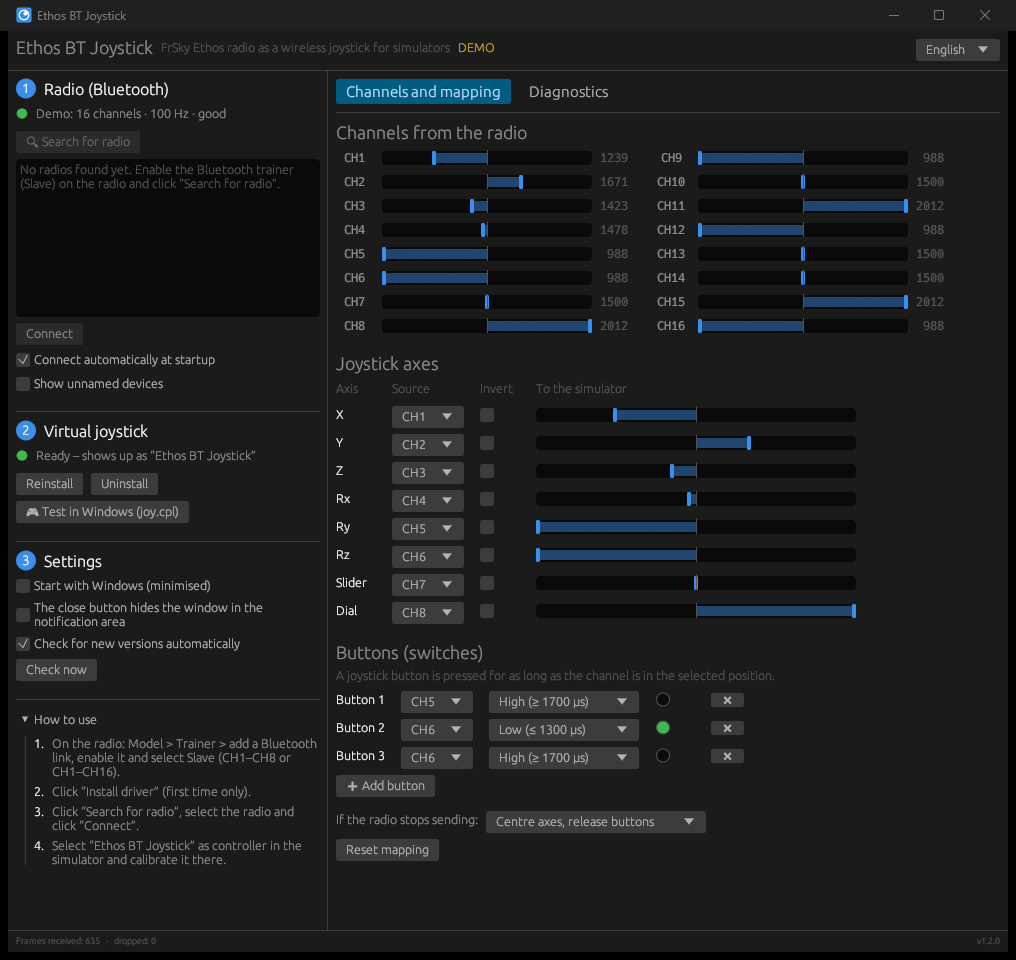 Ethos BT Joystick
Ethos BT Joystick FrSky Ethos radio as a wireless joystick for simulators DEMO
English
1 Radio (Bluetooth)
Demo: 16 channels · 100 Hz · good
Search for radio
No radios found yet. Enable the Bluetooth trainer
(Slave) on the radio and click “Search for radio”.
Connect
Connect automatically at startup
Show unnamed devices
2 Virtual joystick
Ready – shows up as “Ethos BT Joystick”
Reinstall Uninstall
Test in Windows (joy.cpl)
3 Settings
Start with Windows (minimised)
The close button hides the window in the
notification area
Check for new versions automatically
Check now
How to use
1. On the radio: Model > Trainer > add a Bluetooth
link, enable it and select Slave (CH1–CH8 or
CH1–CH16).
2. Click “Install driver” (first time only).
3. Click “Search for radio”, select the radio and
click “Connect”.
4. Select “Ethos BT Joystick” as controller in the
simulator and calibrate it there.
Channels and mapping Diagnostics
Channels from the radio
CH1 1239 CH9 988
CH2 1671 CH10 1500
CH3 1423 CH11 2012
CH4 1478 CH12 988
CH5 988 CH13 1500
CH6 988 CH14 1500
CH7 1500 CH15 2012
CH8 2012 CH16 988
Joystick axes
Axis Source Invert To the simulator
X CH1
Y CH2
Z CH3
Rx CH4
Ry CH5
Rz CH6
Slider CH7
Dial CH8
Buttons (switches)
A joystick button is pressed for as long as the channel is in the selected position.
Button 1 CH5 High (≥ 1700 µs)
Button 2 CH6 Low (≤ 1300 µs)
Button 3 CH6 High (≥ 1700 µs)
+ Add button
If the radio stops sending: Centre axes, release buttons
Reset mapping
Frames received: 635 · dropped: 0
v1.2.0